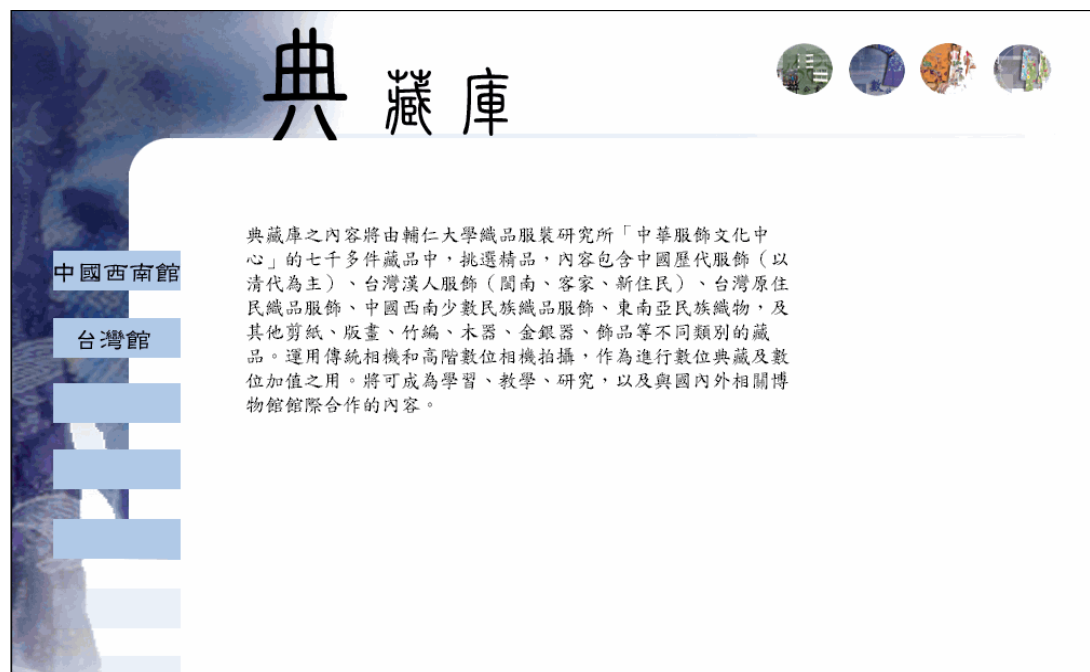 典藏庫
典藏庫之內容將由輔仁大學織品服裝研究所「中華服飾文化中
心」的七千多件藏品中，挑選精品，內容包含中國歷代服飾（以
清代為主）、台灣漢人服飾（閩南、客家、新住民）、台灣原住
民織品服飾、中國西南少數民族織品服飾、東南亞民族織物，及
其他剪紙、版畫、竹編、木器、金銀器、飾品等不同類別的藏
品。運用傳統相機和高階數位相機拍攝，作為進行數位典藏及數
位加值之用。將可成為學習、教學、研究，以及與國內外相關博
物館館際合作的內容。
中國西南館
台灣館